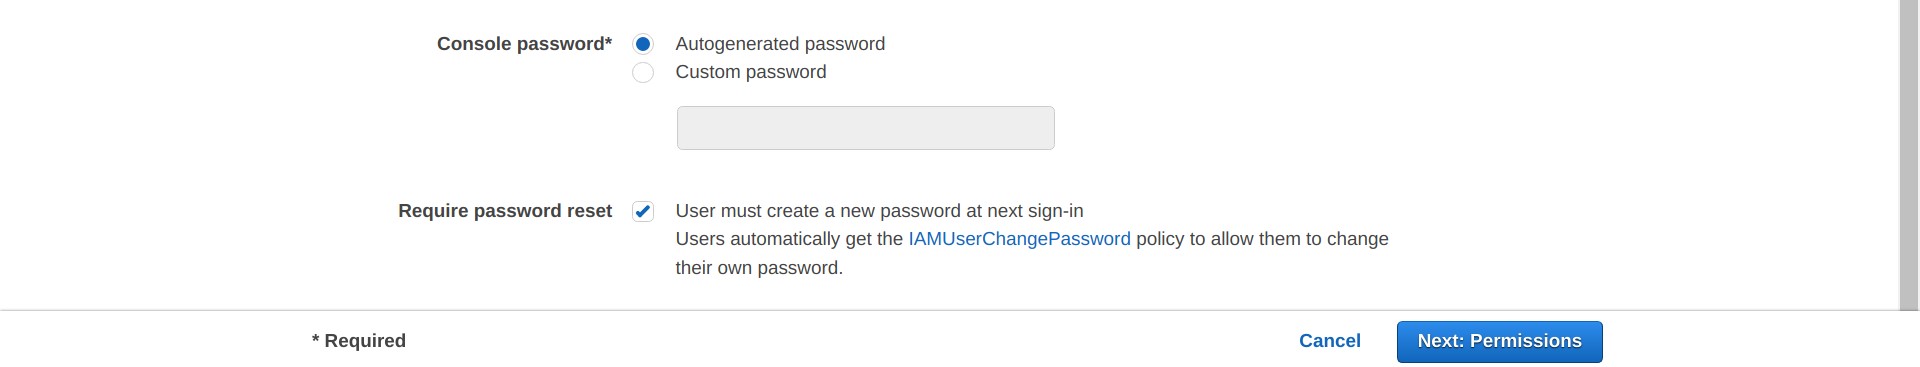 Console password* Autogenerated password
Custom password
Require password reset User must create a new password at next sign-in
Users automatically get the IAMUserChangePassword policy to allow them to change
their own password.
* Required Cancel Next: Permissions